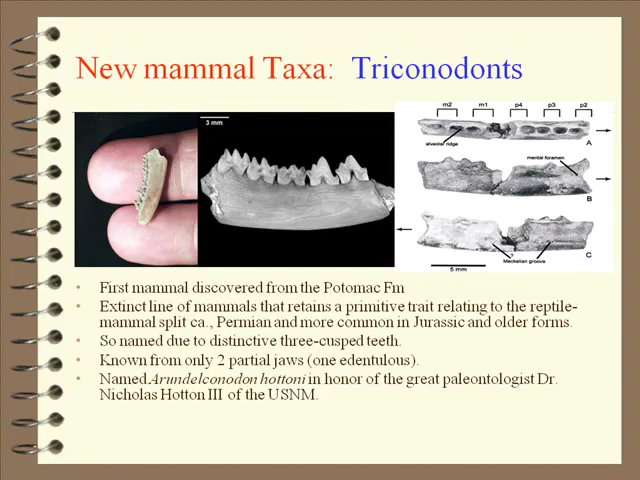 New mammal Taxa: Triconodonts
3 mm
m2 m1 p4 p3 p2
alveolar ridge
A
mental foramen
B
Meckelian groove
C
5 mm
• First mammal discovered from the Potomac Fm
• Extinct line of mammals that retains a primitive trait relating to the reptile-
mammal split ca., Permian and more common in Jurassic and older forms.
• So named due to distinctive three-cusped teeth.
• Known from only 2 partial jaws (one edentulous).
• Named Arundelconodon hottoni in honor of the great paleontologist Dr.
Nicholas Hotton III of the USNM.